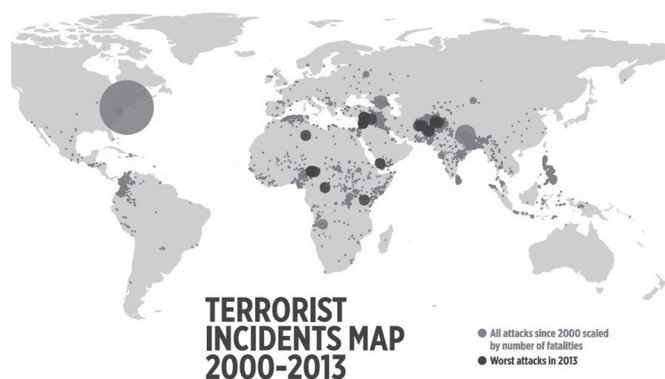 TERRORIST
INCIDENTS MAP
2000-2013
All attacks since 2000 scaled
by number of fatalities
Worst attacks in 2013